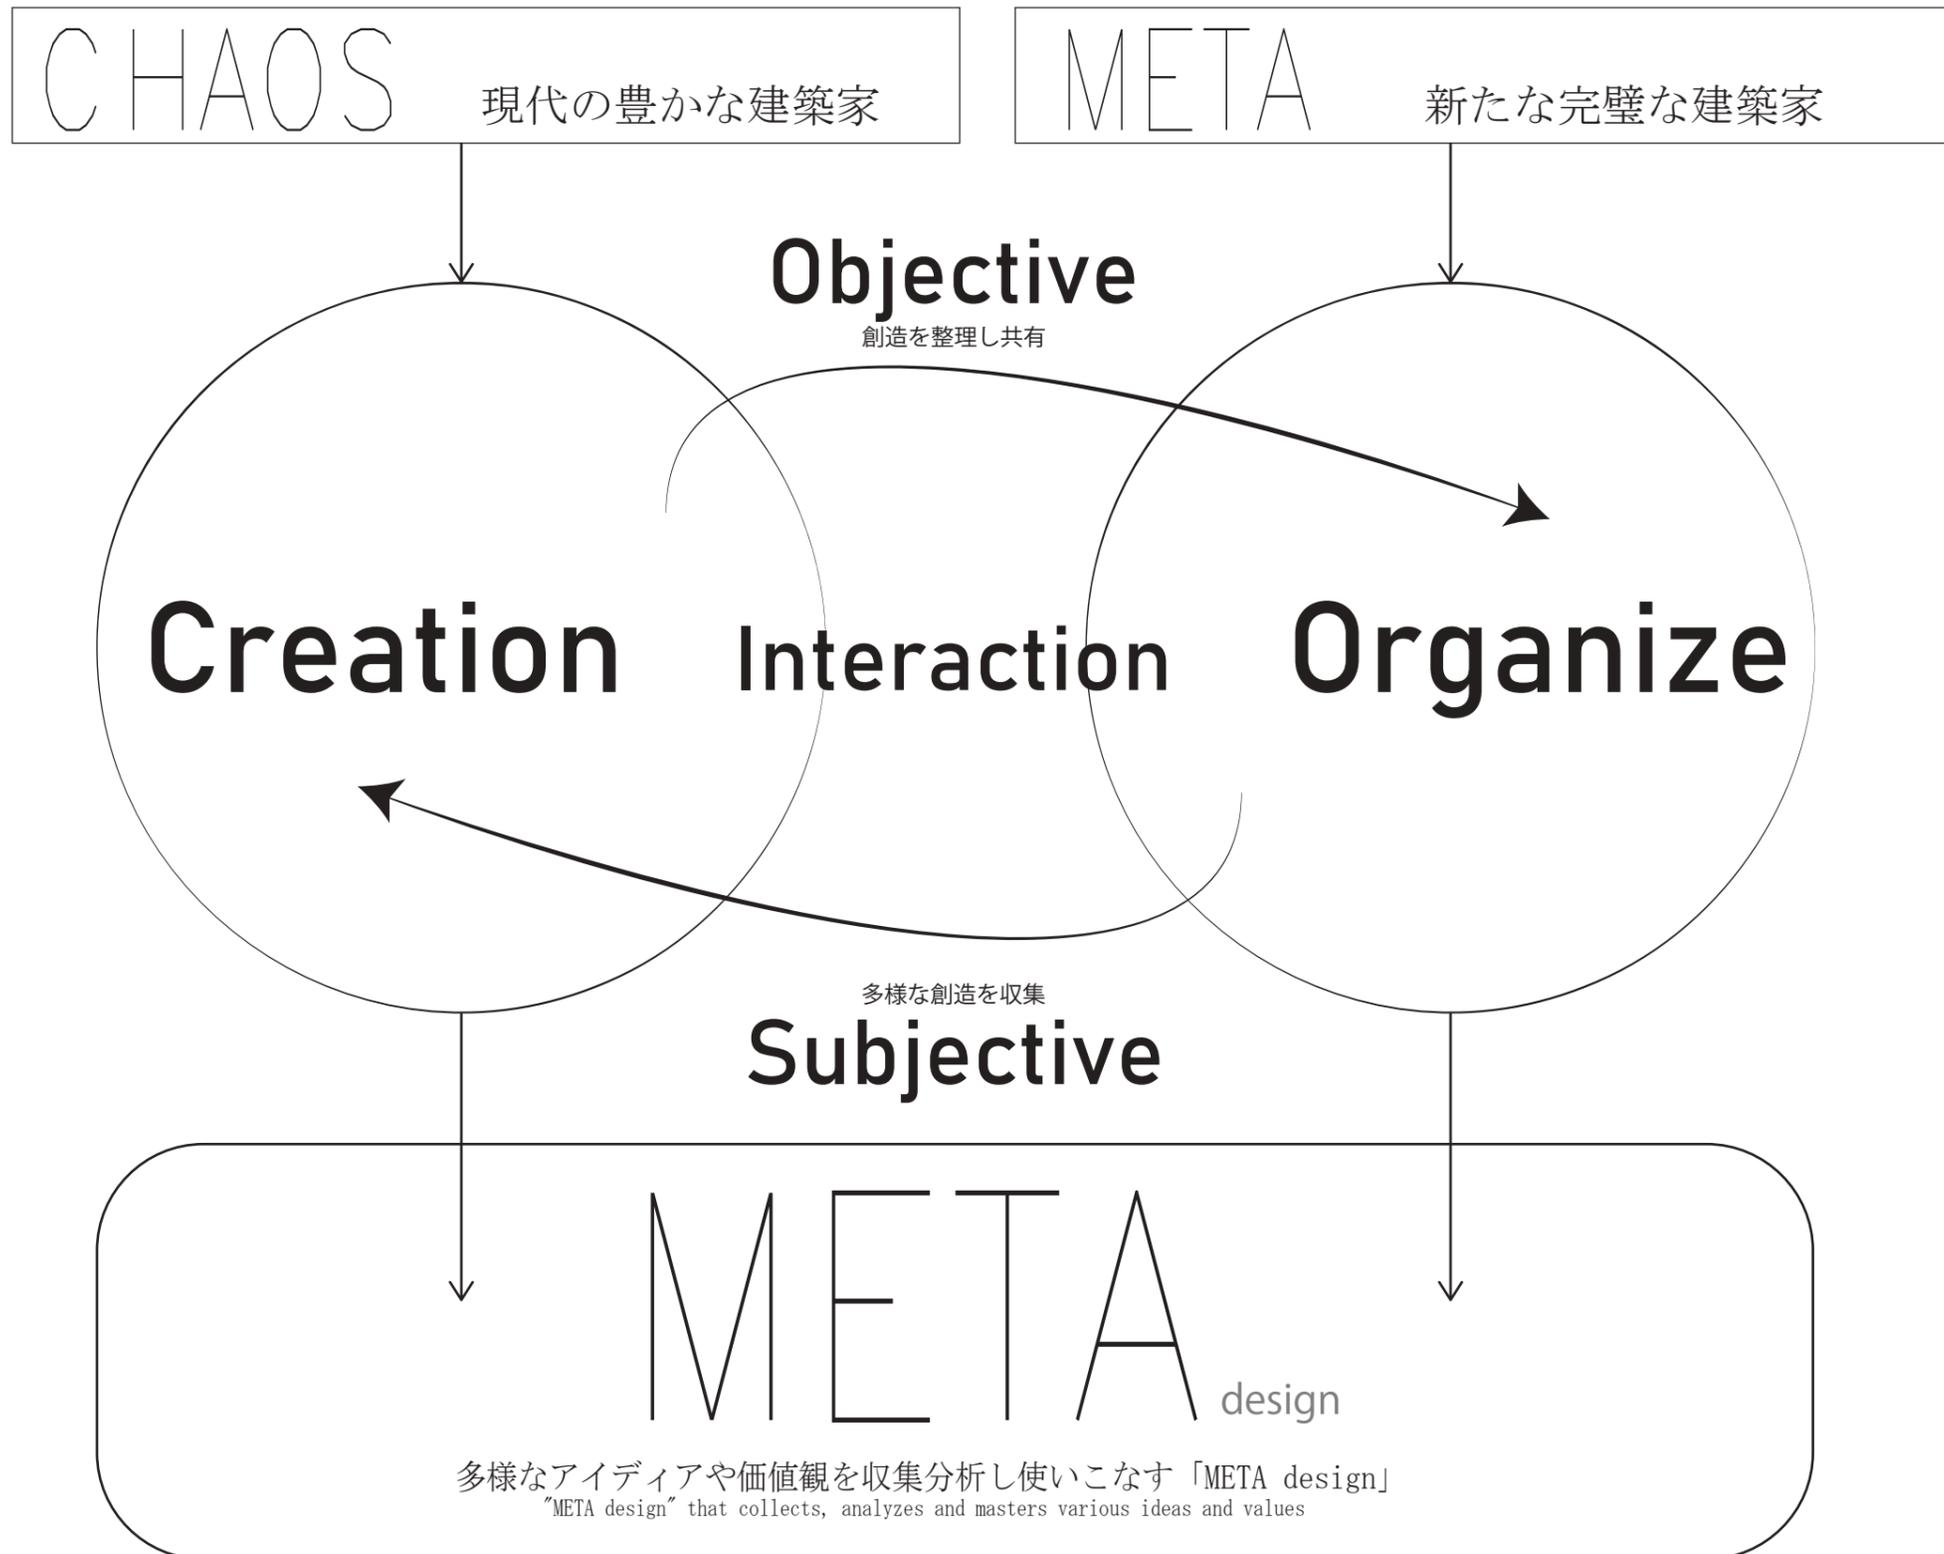 CHAOS 現代の豊かな建築家
META 新たな完璧な建築家
Objective
創造を整理し共有
Creation
Interaction
Organize
多様な創造を収集
Subjective
META design
多様なアイディアや価値観を収集分析し使いこなす「META design」
"META design" that collects, analyzes and masters various ideas and values